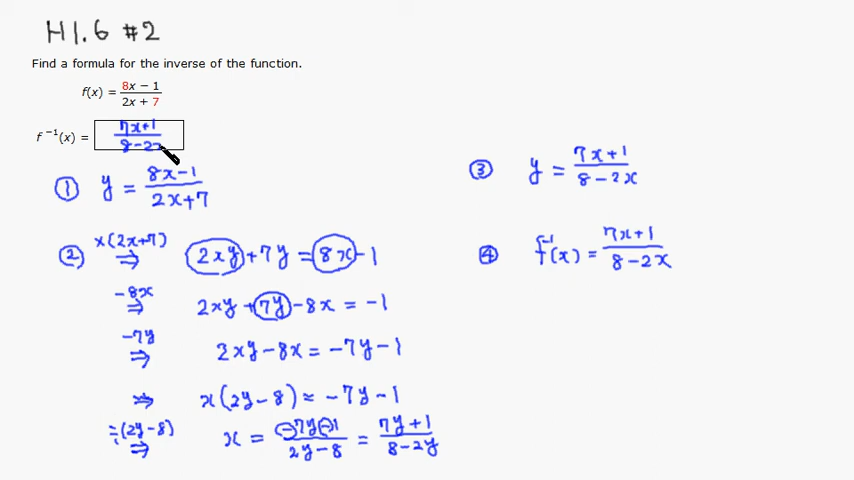 H1.6 #2
Find a formula for the inverse of the function.
f(x) = (8x − 1)/(2x + 7)
f⁻¹(x) = (7x+1)/(8−2x
① y = (8x−1)/(2x+7)
② ×(2x+7) ⇒ 2xy+7y = 8x−1
−8x ⇒ 2xy+7y−8x = −1
−7y ⇒ 2xy−8x = −7y−1
⇒ x(2y−8) = −7y−1
÷(2y−8) ⇒ x = (−7y−1)/(2y−8) = (7y+1)/(8−2y)
③ y = (7x+1)/(8−2x)
④ f⁻¹(x) = (7x+1)/(8−2x)